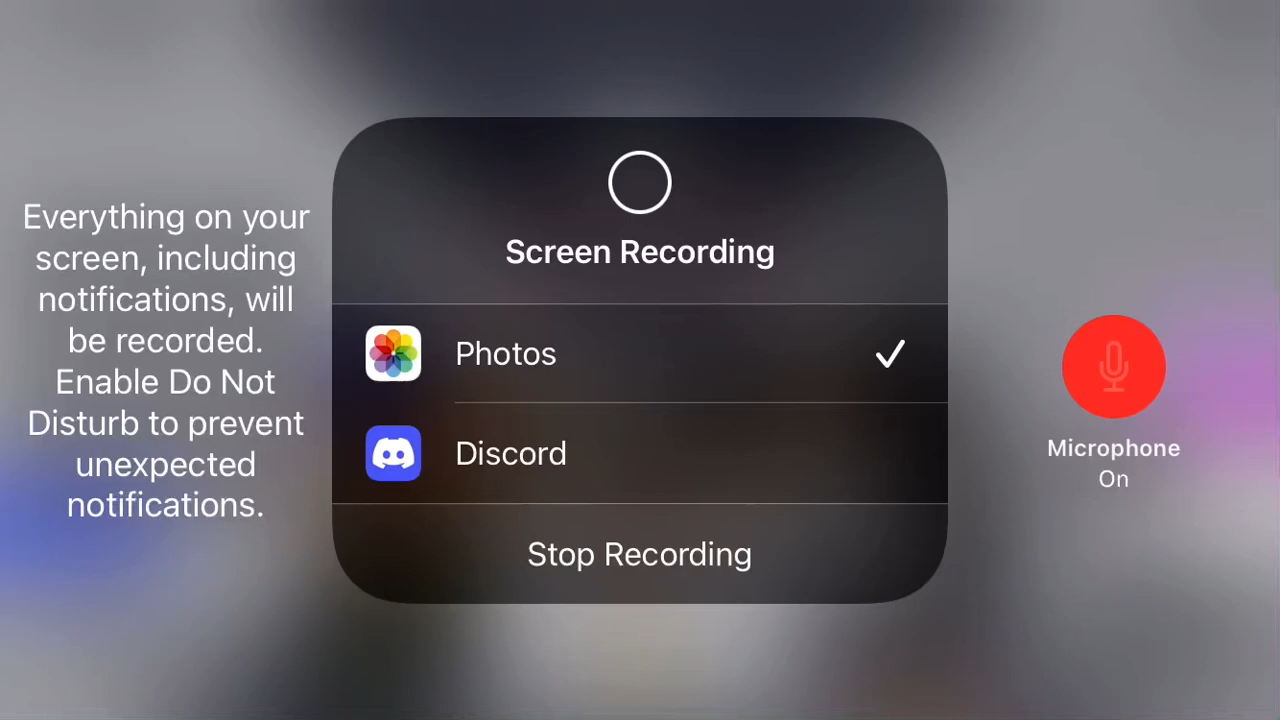 Everything on your
screen, including
notifications, will
be recorded.
Enable Do Not
Disturb to prevent
unexpected
notifications.
Screen Recording
Photos
Discord
Stop Recording
Microphone
On